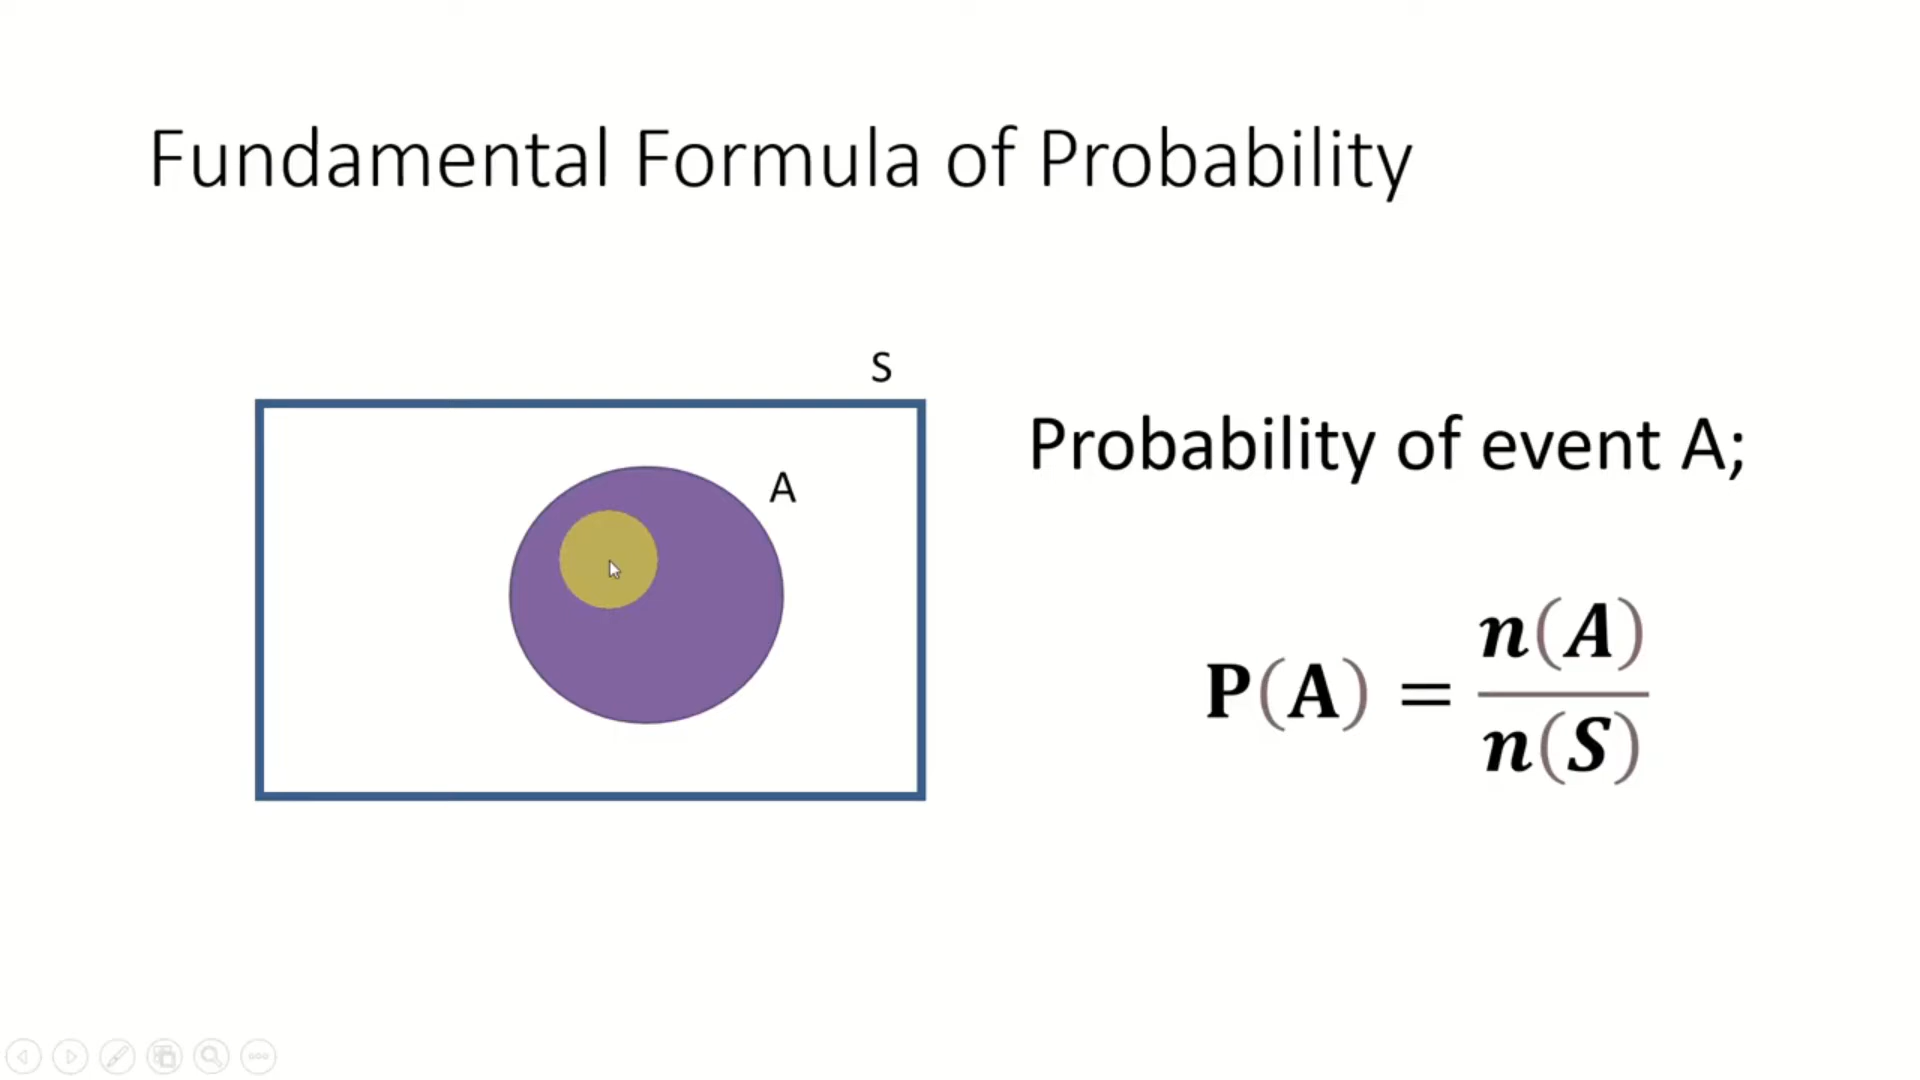 Fundamental Formula of Probability
S
A
Probability of event A;
P(A) = n(A)/n(S)